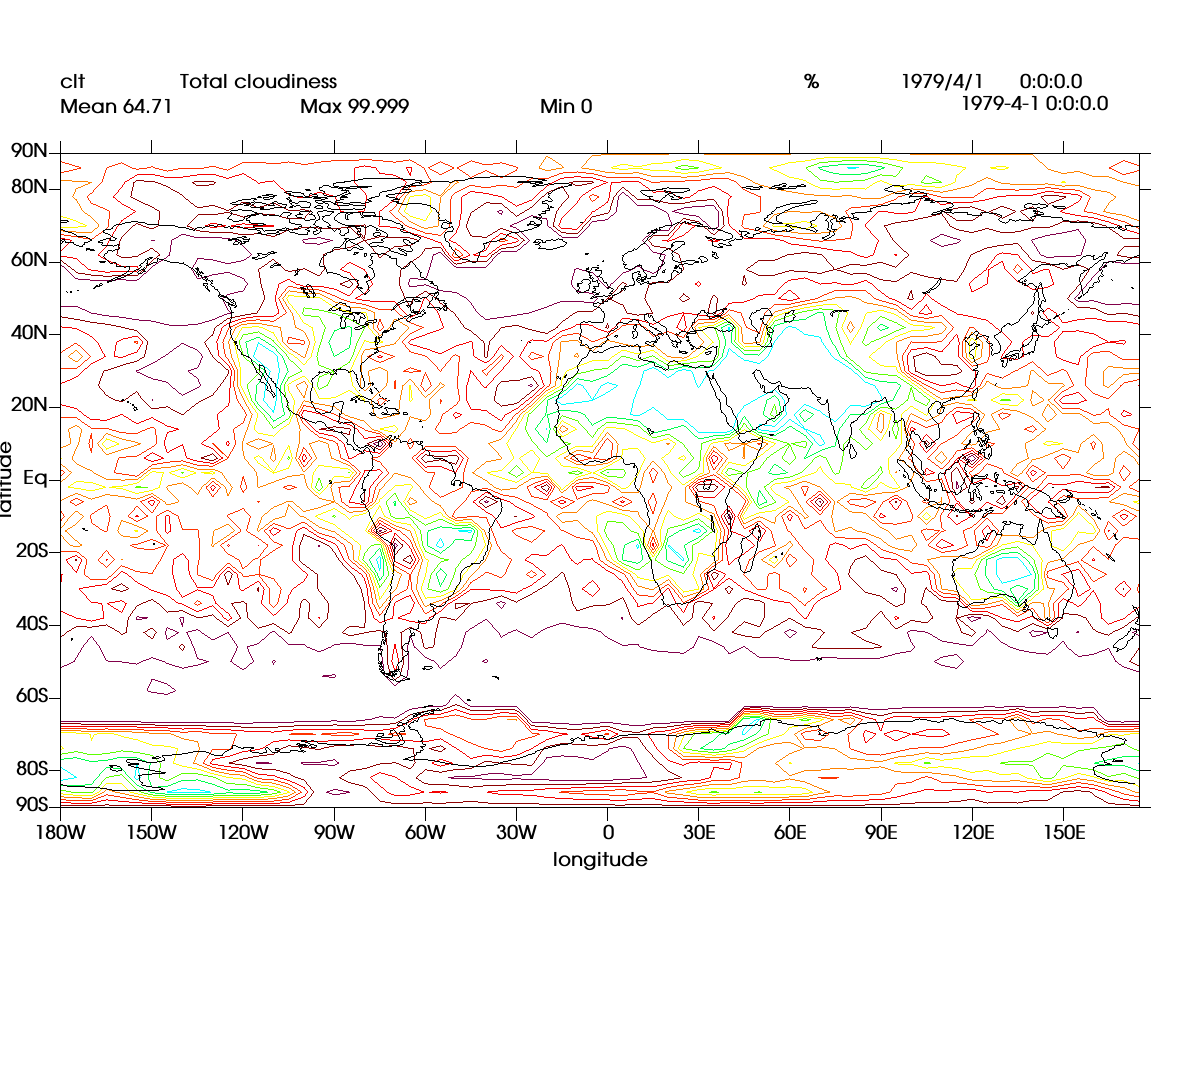 clt Total cloudiness % 1979/4/1 0:0:0.0
Mean 64.71 Max 99.999 Min 0 1979-4-1 0:0:0.0
90N
80N
60N
40N
20N
Eq
20S
40S
60S
80S
90S
latitude
180W 150W 120W 90W 60W 30W 0 30E 60E 90E 120E 150E
longitude